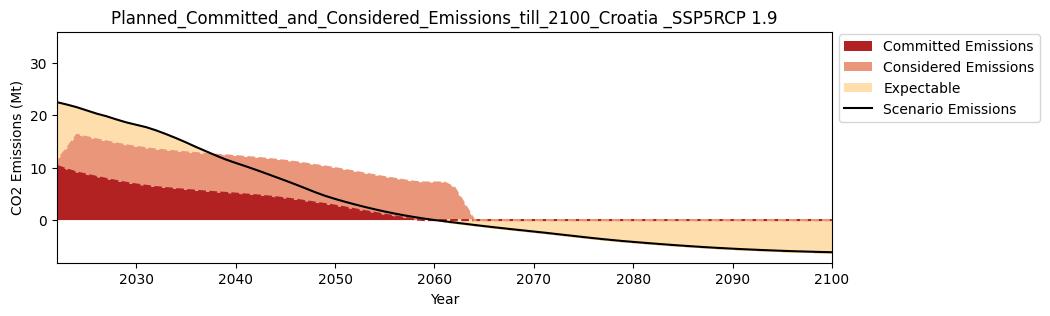 Planned_Committed_and_Considered_Emissions_till_2100_Croatia _SSP5RCP 1.9
Committed Emissions
Considered Emissions
Expectable
Scenario Emissions
CO2 Emissions (Mt)
30
20
10
0
2030 2040 2050 2060 2070 2080 2090 2100
Year